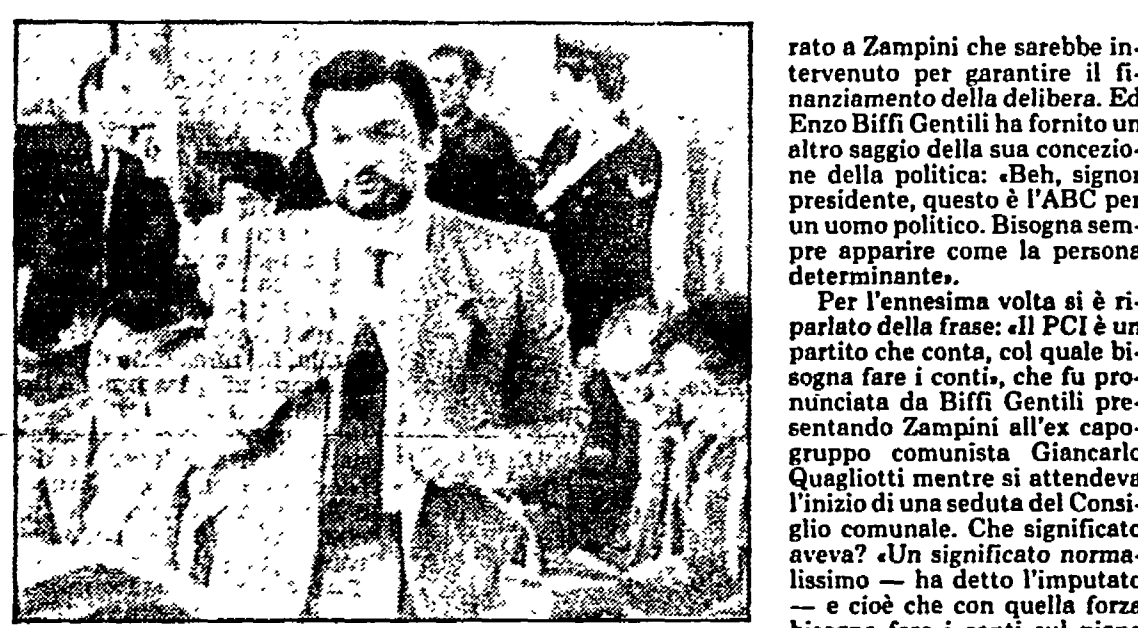 rato a Zampini che sarebbe in-
tervenuto per garantire il fi-
nanziamento della delibera. Ed
Enzo Biffi Gentili ha fornito un
altro saggio della sua concezio-
ne della politica: «Beh, signor
presidente, questo è l'ABC per
un uomo politico. Bisogna sem-
pre apparire come la persona
determinante».
Per l'ennesima volta si è ri-
parlato della frase: «Il PCI è un
partito che conta, col quale bi-
sogna fare i conti», che fu pro-
nunciata da Biffi Gentili pre-
sentando Zampini all'ex capo-
gruppo comunista Giancarlo
Quagliotti mentre si attendeva
l'inizio di una seduta del Consi-
glio comunale. Che significato
aveva? «Un significato norma-
lissimo — ha detto l'imputato
— e cioè che con quella forza
bisogna fare i conti sul piano